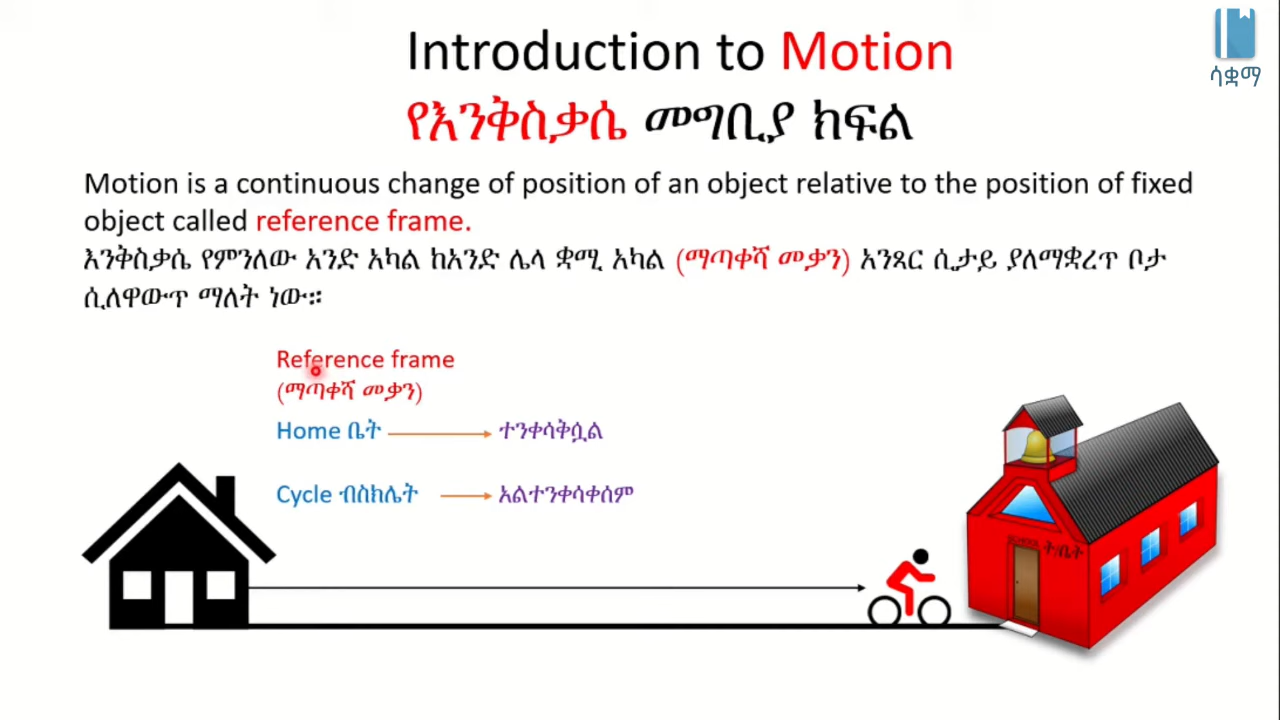 Introduction to Motion
ሳቋማ
የእንቅስቃሴ መግቢያ ክፍል
Motion is a continuous change of position of an object relative to the position of fixed
object called reference frame.
እንቅስቃሴ የምንለው አንድ አካል ከአንድ ሌላ ቋሚ አካል (ማጣቀሻ መቃን) አንጻር ሲታይ ያለማቋረጥ ቦታ
ሲለዋውጥ ማለት ነው።
Reference frame
(ማጣቀሻ መቃን)
Home ቤት ተንቀሳቅሷል
Cycle ብስክሌት አልተንቀሳቀሰም
SCHOOL ት/ቤት